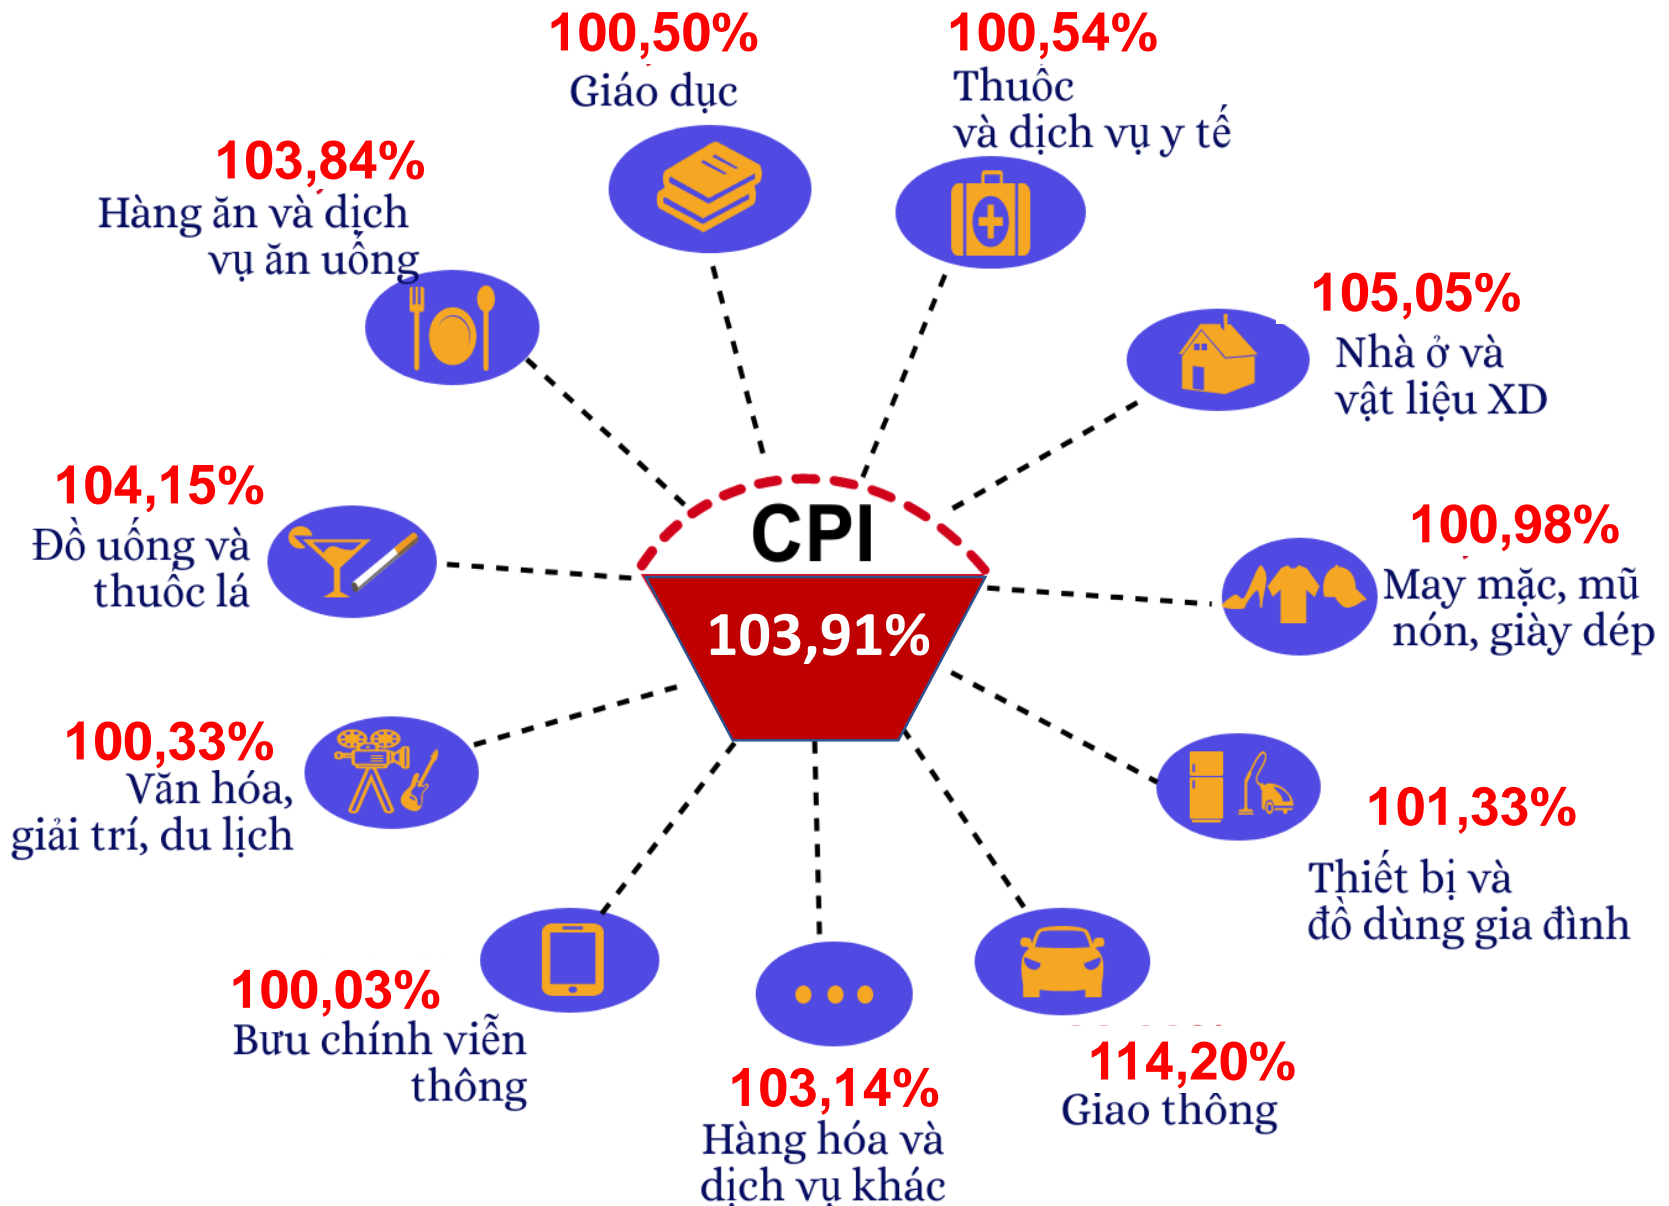 100,50%
Giáo dục
100,54%
Thuốc
và dịch vụ y tế
103,84%
Hàng ăn và dịch
vụ ăn uống
105,05%
Nhà ở và
vật liệu XD
104,15%
Đồ uống và
thuốc lá
CPI
103,91%
100,98%
May mặc, mũ
nón, giày dép
100,33%
Văn hóa,
giải trí, du lịch
101,33%
Thiết bị và
đồ dùng gia đình
100,03%
Bưu chính viễn
thông
103,14%
Hàng hóa và
dịch vụ khác
114,20%
Giao thông